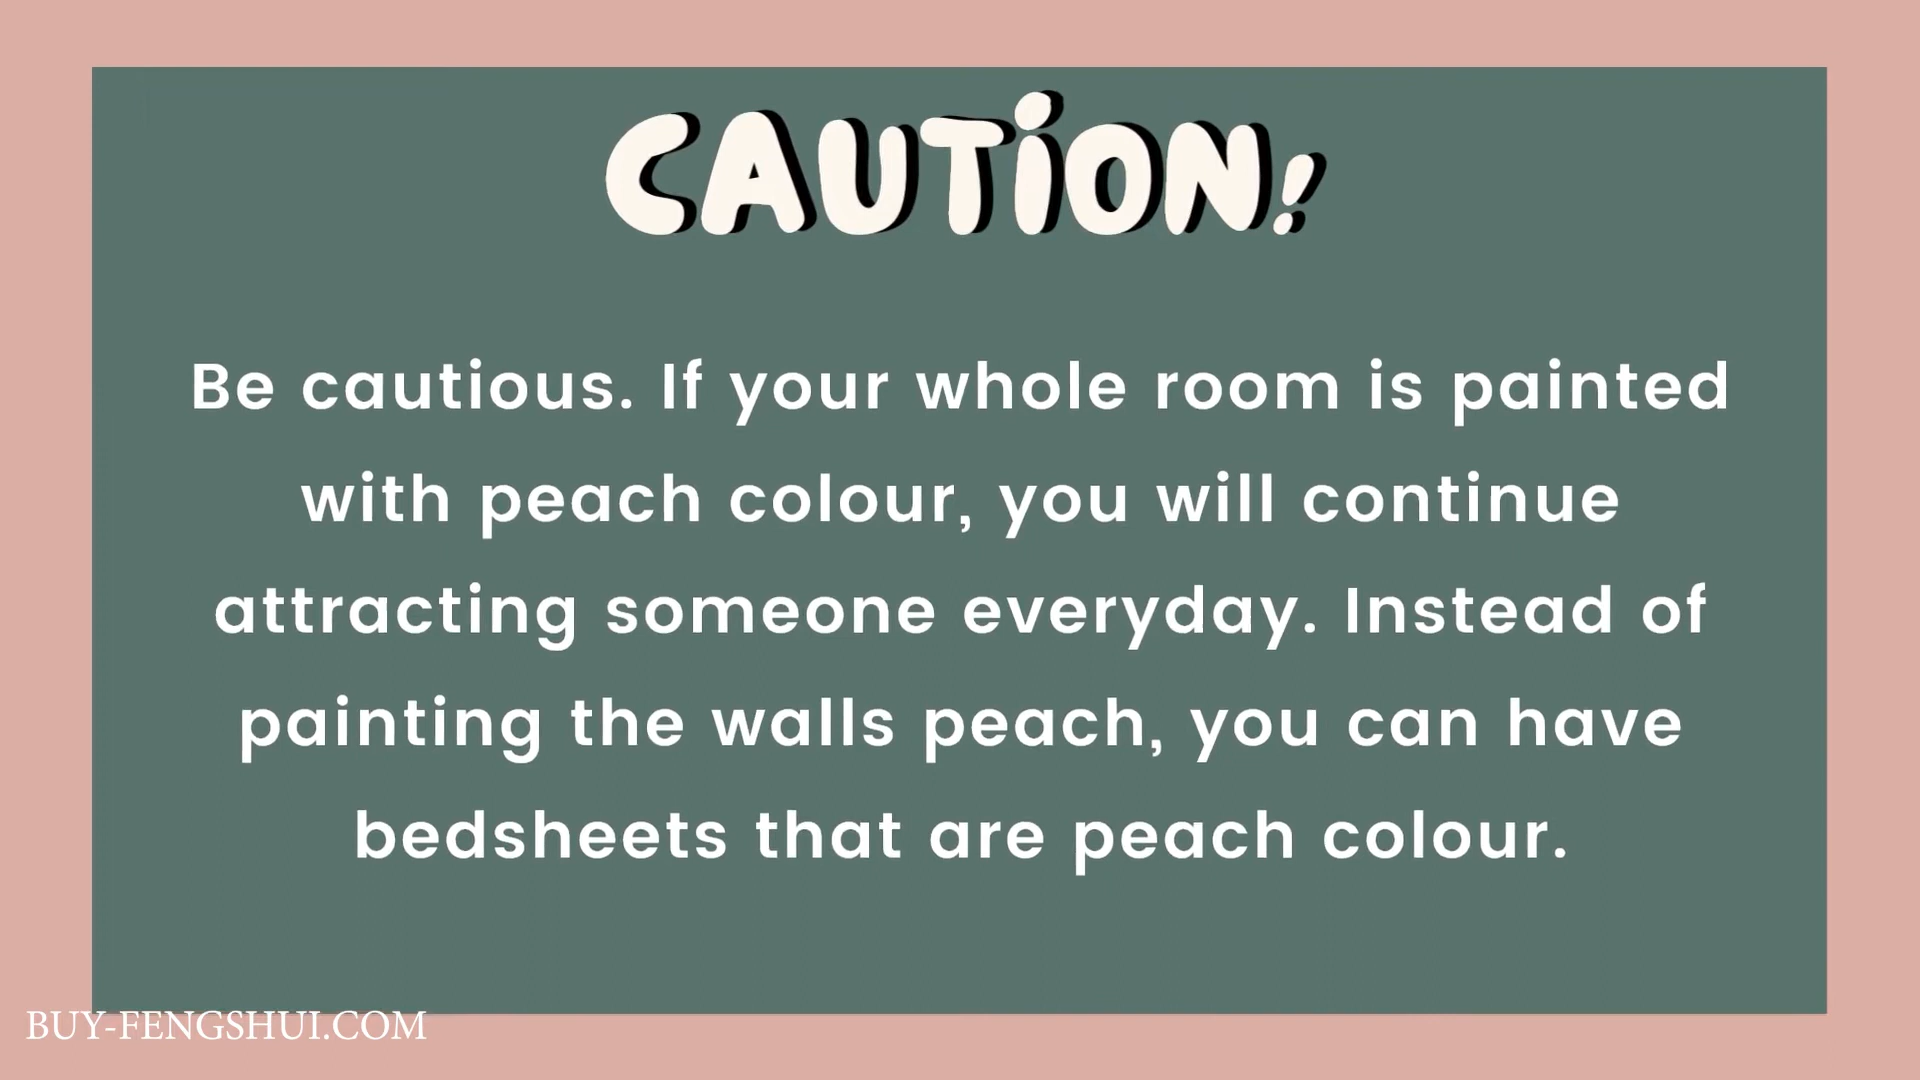 CAUTiON!
Be cautious. If your whole room is painted
with peach colour, you will continue
attracting someone everyday. Instead of
painting the walls peach, you can have
bedsheets that are peach colour.
BUY-FENGSHUI.COM